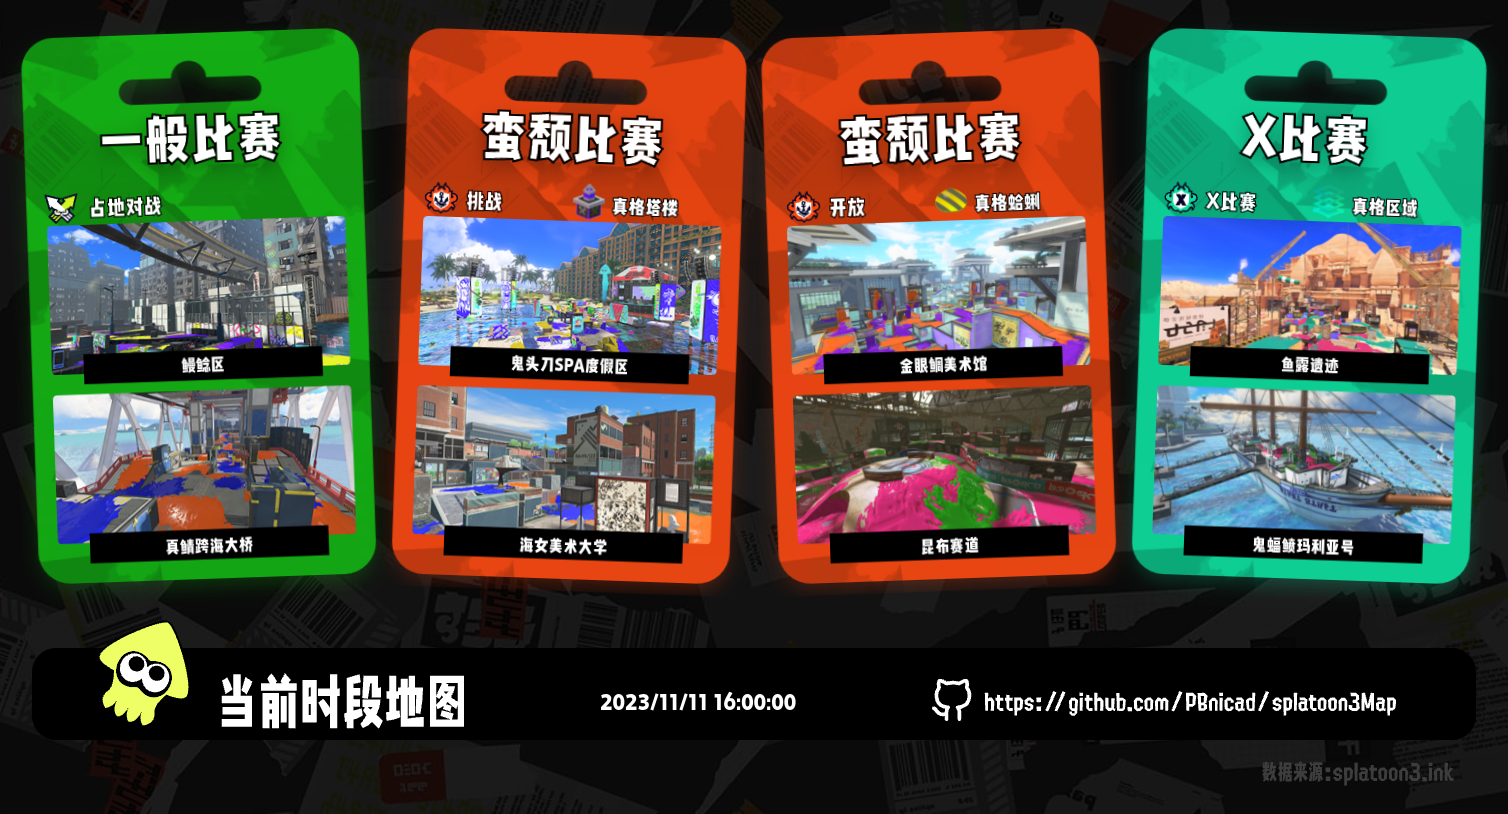 一般比赛
占地对战
鳗鲶区
真鲭跨海大桥
蛮颓比赛
挑战
真格塔楼
鬼头刀SPA度假区
海女美术大学
蛮颓比赛
开放
真格蛤蜊
金眼鲷美术馆
昆布赛道
X比赛
X比赛
真格区域
鱼露遗迹
鬼蝠鲼玛利亚号
当前时段地图
2023/11/11 16:00:00
https://github.com/PBnicad/splatoon3Map
数据来源:splatoon3.ink